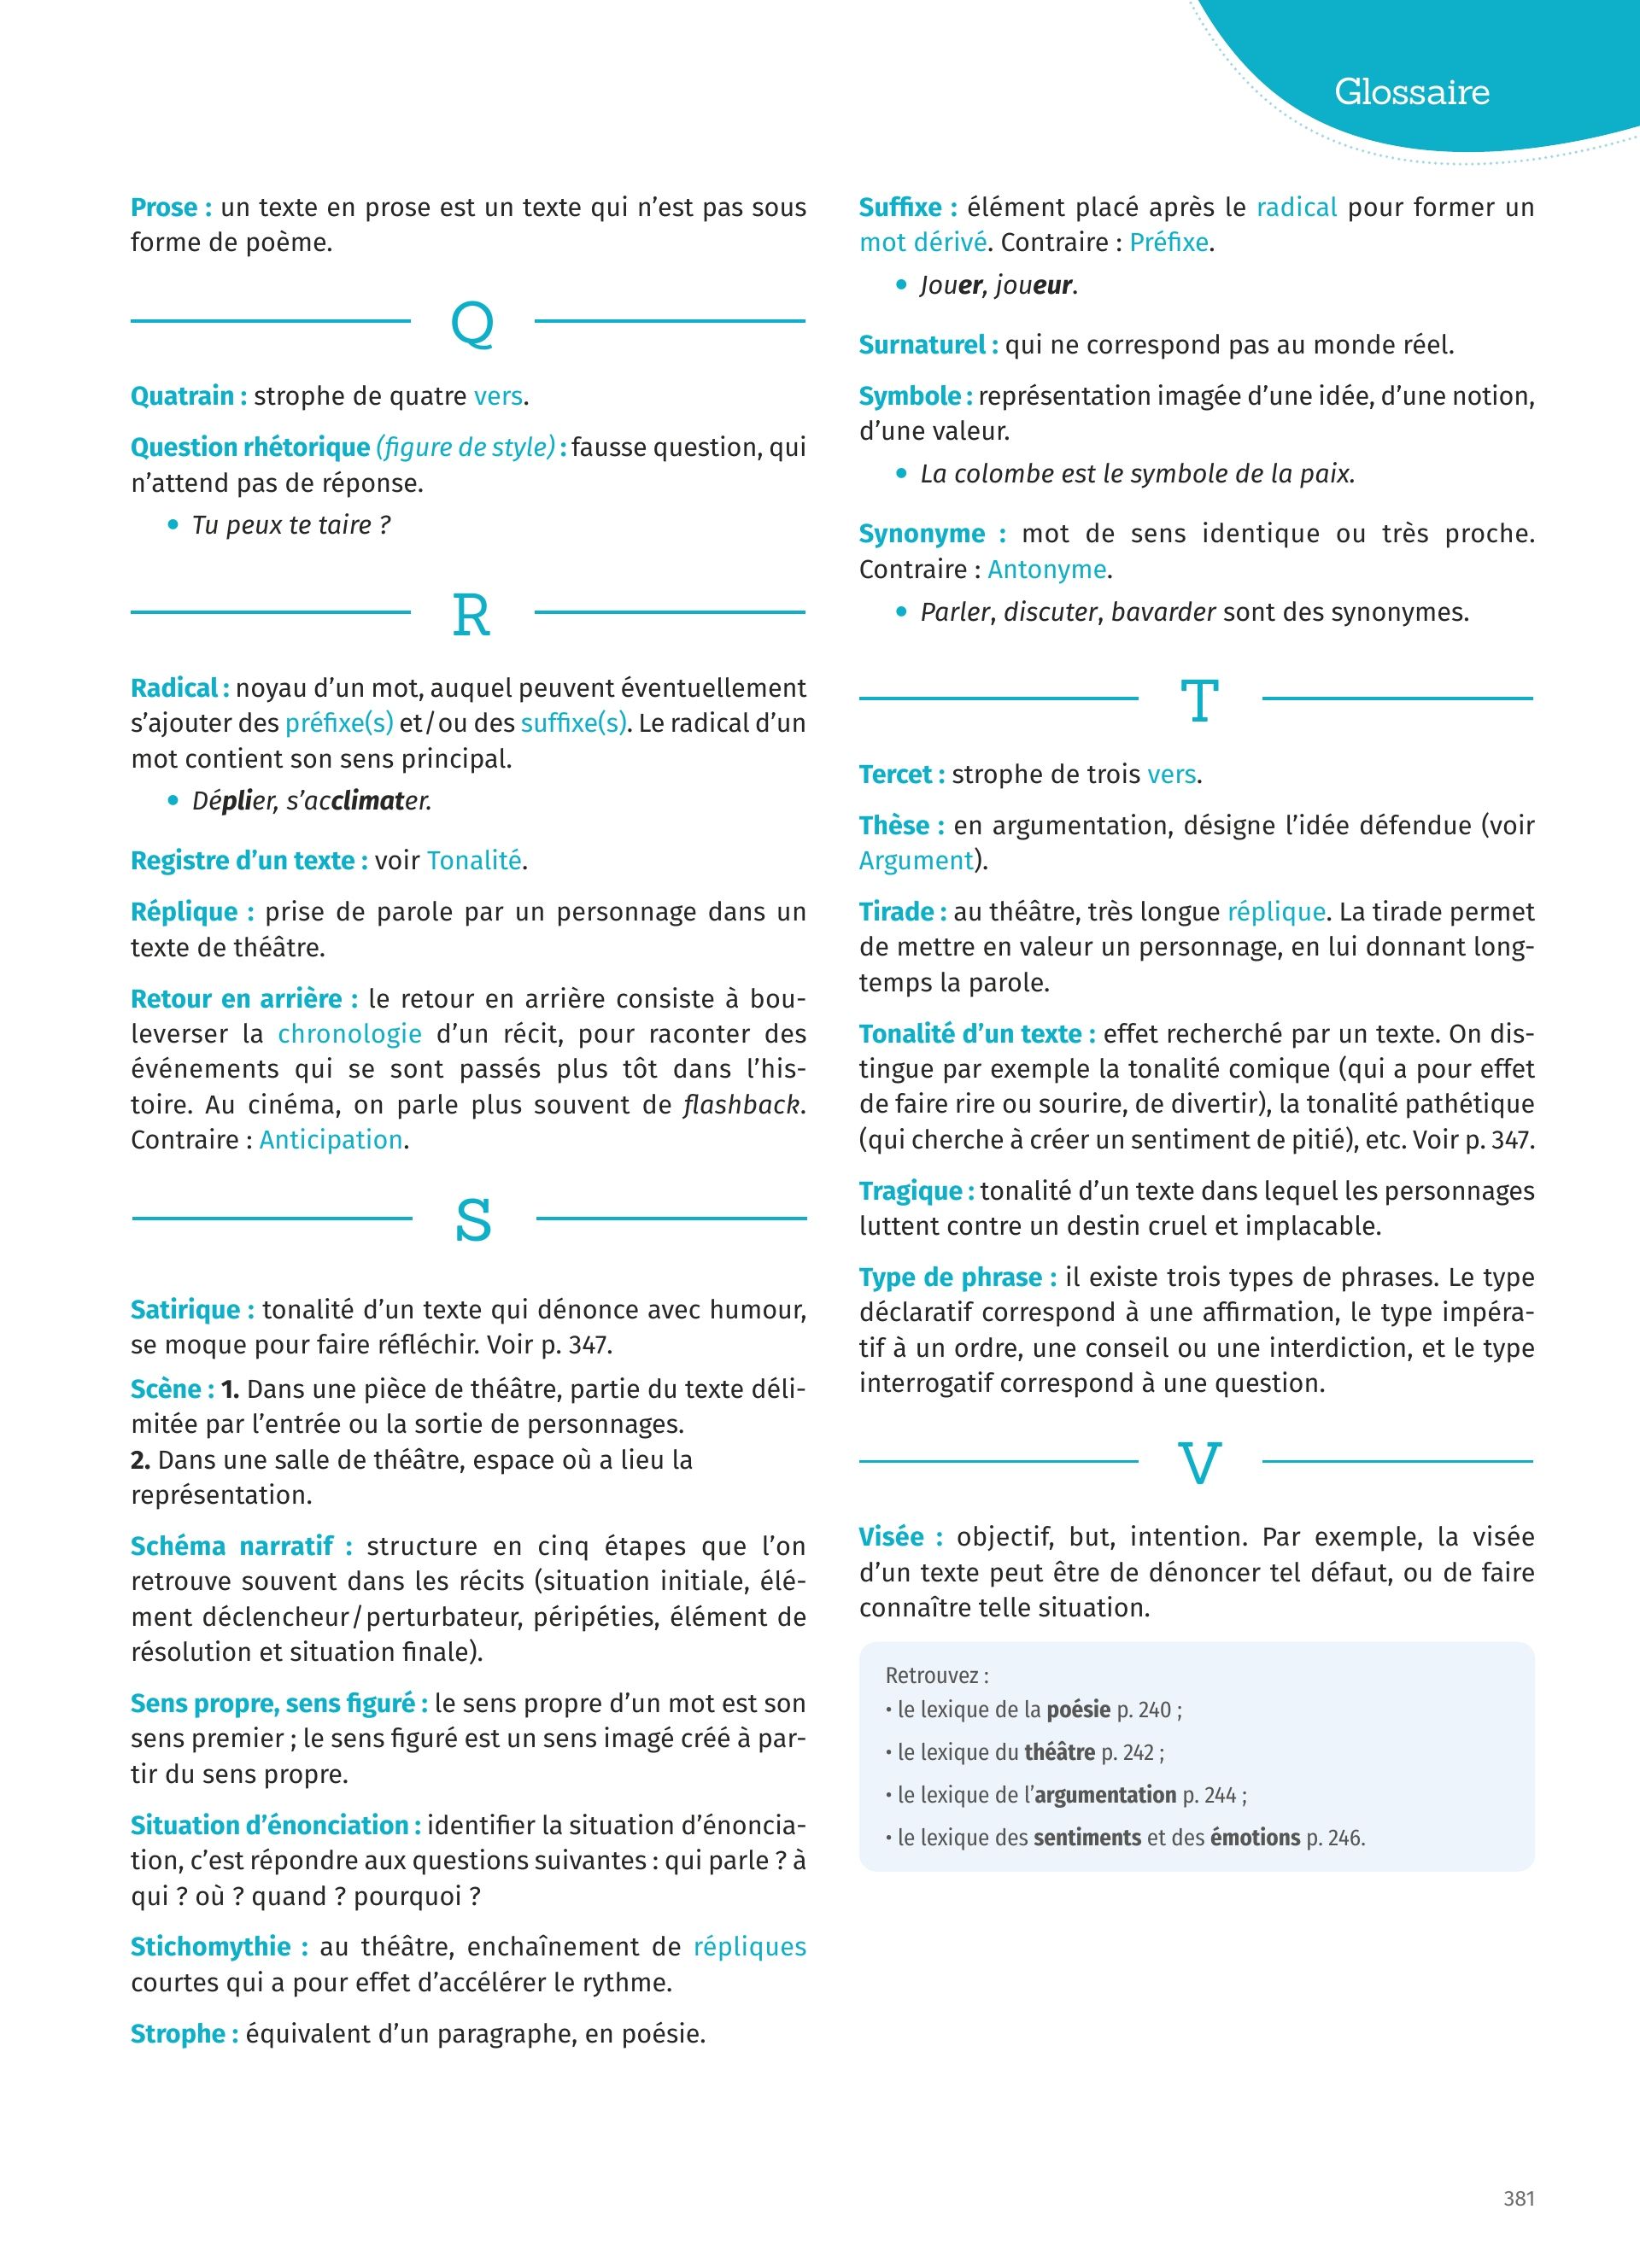 Glossaire
Prose : un texte en prose est un texte qui n’est pas sous
forme de poème.
Q
Quatrain : strophe de quatre vers.
Question rhétorique (figure de style) : fausse question, qui
n’attend pas de réponse.
• Tu peux te taire ?
R
Radical : noyau d’un mot, auquel peuvent éventuellement
s’ajouter des préfixe(s) et/ou des suffixe(s). Le radical d’un
mot contient son sens principal.
• Déplier, s’acclimater.
Registre d’un texte : voir Tonalité.
Réplique : prise de parole par un personnage dans un
texte de théâtre.
Retour en arrière : le retour en arrière consiste à bou-
leverser la chronologie d’un récit, pour raconter des
événements qui se sont passés plus tôt dans l’his-
toire. Au cinéma, on parle plus souvent de flashback.
Contraire : Anticipation.
S
Satirique : tonalité d’un texte qui dénonce avec humour,
se moque pour faire réfléchir. Voir p. 347.
Scène : 1. Dans une pièce de théâtre, partie du texte déli-
mitée par l’entrée ou la sortie de personnages.
2. Dans une salle de théâtre, espace où a lieu la
représentation.
Schéma narratif : structure en cinq étapes que l’on
retrouve souvent dans les récits (situation initiale, élé-
ment déclencheur/perturbateur, péripéties, élément de
résolution et situation finale).
Sens propre, sens figuré : le sens propre d’un mot est son
sens premier ; le sens figuré est un sens imagé créé à par-
tir du sens propre.
Situation d’énonciation : identifier la situation d’énoncia-
tion, c’est répondre aux questions suivantes : qui parle ? à
qui ? où ? quand ? pourquoi ?
Stichomythie : au théâtre, enchaînement de répliques
courtes qui a pour effet d’accélérer le rythme.
Strophe : équivalent d’un paragraphe, en poésie.
Suffixe : élément placé après le radical pour former un
mot dérivé. Contraire : Préfixe.
• Jouer, joueur.
Surnaturel : qui ne correspond pas au monde réel.
Symbole : représentation imagée d’une idée, d’une notion,
d’une valeur.
• La colombe est le symbole de la paix.
Synonyme : mot de sens identique ou très proche.
Contraire : Antonyme.
• Parler, discuter, bavarder sont des synonymes.
T
Tercet : strophe de trois vers.
Thèse : en argumentation, désigne l’idée défendue (voir
Argument).
Tirade : au théâtre, très longue réplique. La tirade permet
de mettre en valeur un personnage, en lui donnant long-
temps la parole.
Tonalité d’un texte : effet recherché par un texte. On dis-
tingue par exemple la tonalité comique (qui a pour effet
de faire rire ou sourire, de divertir), la tonalité pathétique
(qui cherche à créer un sentiment de pitié), etc. Voir p. 347.
Tragique : tonalité d’un texte dans lequel les personnages
luttent contre un destin cruel et implacable.
Type de phrase : il existe trois types de phrases. Le type
déclaratif correspond à une affirmation, le type impéra-
tif à un ordre, une conseil ou une interdiction, et le type
interrogatif correspond à une question.
V
Visée : objectif, but, intention. Par exemple, la visée
d’un texte peut être de dénoncer tel défaut, ou de faire
connaître telle situation.
Retrouvez :
• le lexique de la poésie p. 240 ;
• le lexique du théâtre p. 242 ;
• le lexique de l’argumentation p. 244 ;
• le lexique des sentiments et des émotions p. 246.
381